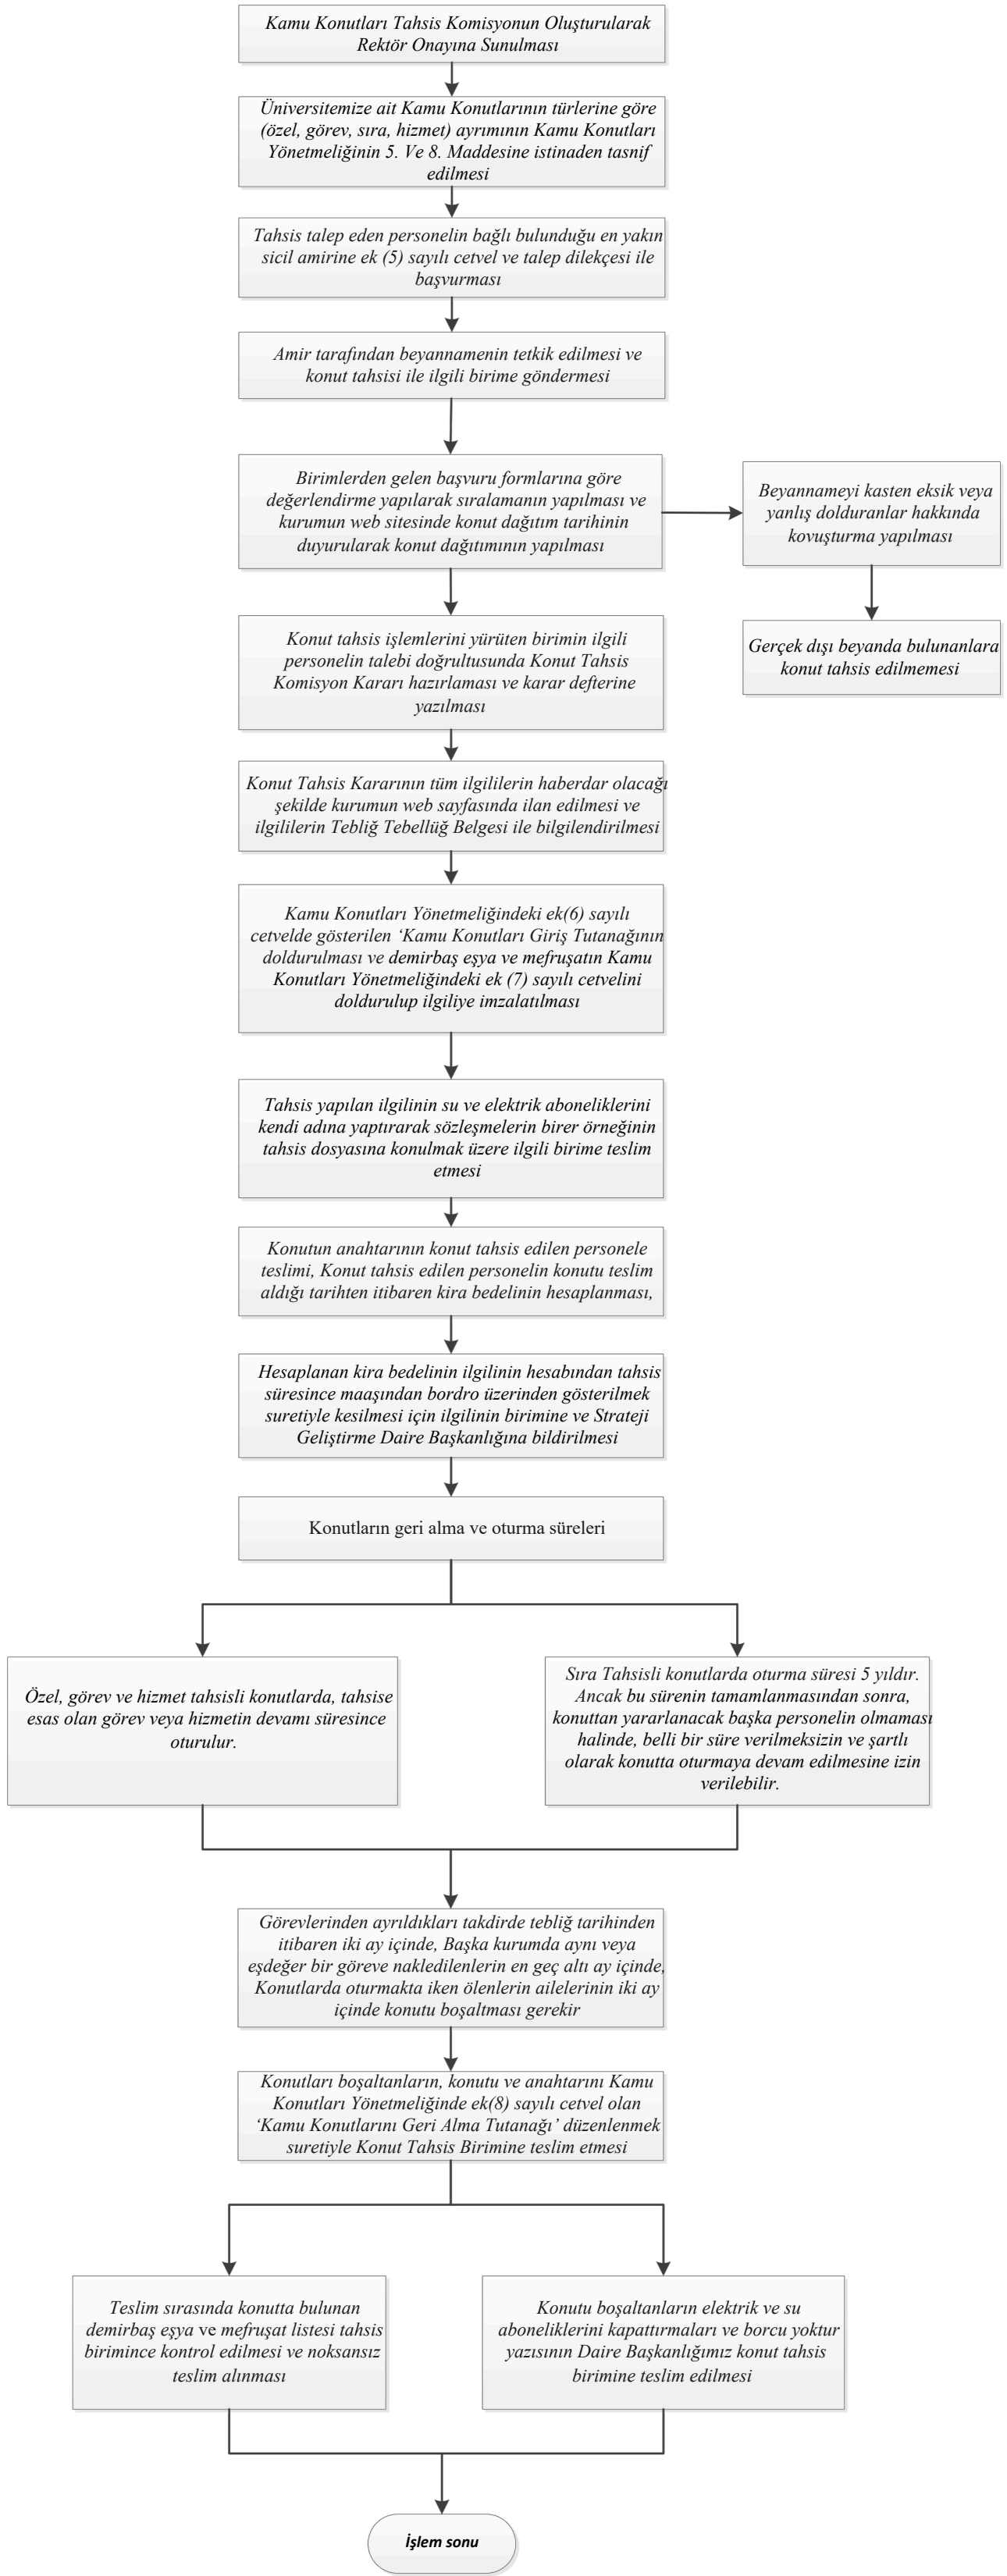 Kamu Konutları Tahsis Komisyonun Oluşturularak
Rektör Onayına Sunulması
Üniversitemize ait Kamu Konutlarının türlerine göre
(özel, görev, sıra, hizmet) ayrımının Kamu Konutları
Yönetmeliğinin 5. Ve 8. Maddesine istinaden tasnif
edilmesi
Tahsis talep eden personelin bağlı bulunduğu en yakın
sicil amirine ek (5) sayılı cetvel ve talep dilekçesi ile
başvurması
Amir tarafından beyannamenin tetkik edilmesi ve
konut tahsisi ile ilgili birime göndermesi
Birimlerden gelen başvuru formlarına göre
değerlendirme yapılarak sıralamanın yapılması ve
kurumun web sitesinde konut dağıtım tarihinin
duyurularak konut dağıtımının yapılması
Beyannameyi kasten eksik veya
yanlış dolduranlar hakkında
kovuşturma yapılması
Gerçek dışı beyanda bulunanlara
konut tahsis edilmemesi
Konut tahsis işlemlerini yürüten birimin ilgili
personelin talebi doğrultusunda Konut Tahsis
Komisyon Kararı hazırlaması ve karar defterine
yazılması
Konut Tahsis Kararının tüm ilgililerin haberdar olacağı
şekilde kurumun web sayfasında ilan edilmesi ve
ilgililerin Tebliğ Tebellüğ Belgesi ile bilgilendirilmesi
Kamu Konutları Yönetmeliğindeki ek(6) sayılı
cetvelde gösterilen ‘Kamu Konutları Giriş Tutanağının
doldurulması ve demirbaş eşya ve mefruşatın Kamu
Konutları Yönetmeliğindeki ek (7) sayılı cetvelini
doldurulup ilgiliye imzalatılması
Tahsis yapılan ilgilinin su ve elektrik aboneliklerini
kendi adına yaptırarak sözleşmelerin birer örneğinin
tahsis dosyasına konulmak üzere ilgili birime teslim
etmesi
Konutun anahtarının konut tahsis edilen personele
teslimi, Konut tahsis edilen personelin konutu teslim
aldığı tarihten itibaren kira bedelinin hesaplanması,
Hesaplanan kira bedelinin ilgilinin hesabından tahsis
süresince maaşından bordro üzerinden gösterilmek
suretiyle kesilmesi için ilgilinin birimine ve Strateji
Geliştirme Daire Başkanlığına bildirilmesi
Konutların geri alma ve oturma süreleri
Özel, görev ve hizmet tahsisli konutlarda, tahsise
esas olan görev veya hizmetin devamı süresince
oturulur.
Sıra Tahsisli konutlarda oturma süresi 5 yıldır.
Ancak bu sürenin tamamlanmasından sonra,
konuttan yararlanacak başka personelin olmaması
halinde, belli bir süre verilmeksizin ve şartlı
olarak konutta oturmaya devam edilmesine izin
verilebilir.
Görevlerinden ayrıldıkları takdirde tebliğ tarihinden
itibaren iki ay içinde, Başka kurumda aynı veya
eşdeğer bir göreve nakledilenlerin en geç altı ay içinde,
Konutlarda oturmakta iken ölenlerin ailelerinin iki ay
içinde konutu boşaltması gerekir
Konutları boşaltanların, konutu ve anahtarını Kamu
Konutları Yönetmeliğinde ek(8) sayılı cetvel olan
‘Kamu Konutlarını Geri Alma Tutanağı’ düzenlenmek
suretiyle Konut Tahsis Birimine teslim etmesi
Teslim sırasında konutta bulunan
demirbaş eşya ve mefruşat listesi tahsis
birimince kontrol edilmesi ve noksansız
teslim alınması
Konutu boşaltanların elektrik ve su
aboneliklerini kapattırmaları ve borcu yoktur
yazısının Daire Başkanlığımız konut tahsis
birimine teslim edilmesi
İşlem sonu